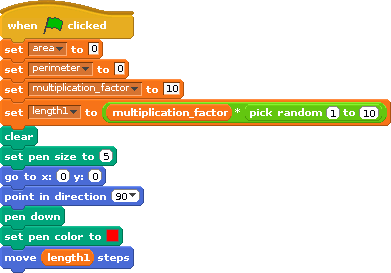 when clicked
set area to 0
set perimeter to 0
set multiplication_factor to 10
set length1 to multiplication_factor * pick random 1 to 10
clear
set pen size to 5
go to x: 0 y: 0
point in direction 90
pen down
set pen color to
move length1 steps